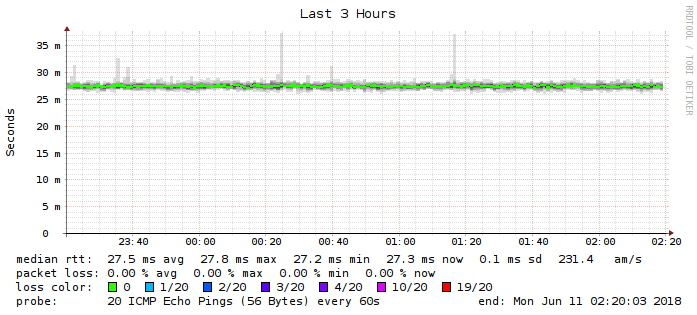 Last 3 Hours
RRDTOOL / TOBI OETIKER
Seconds
35 m
30 m
25 m
20 m
15 m
10 m
5 m
0
23:40 00:00 00:20 00:40 01:00 01:20 01:40 02:00 02:20
median rtt: 27.5 ms avg 27.8 ms max 27.2 ms min 27.3 ms now 0.1 ms sd 231.4 am/s
packet loss: 0.00 % avg 0.00 % max 0.00 % min 0.00 % now
loss color: 0 1/20 2/20 3/20 4/20 10/20 19/20
probe: 20 ICMP Echo Pings (56 Bytes) every 60s end: Mon Jun 11 02:20:03 2018